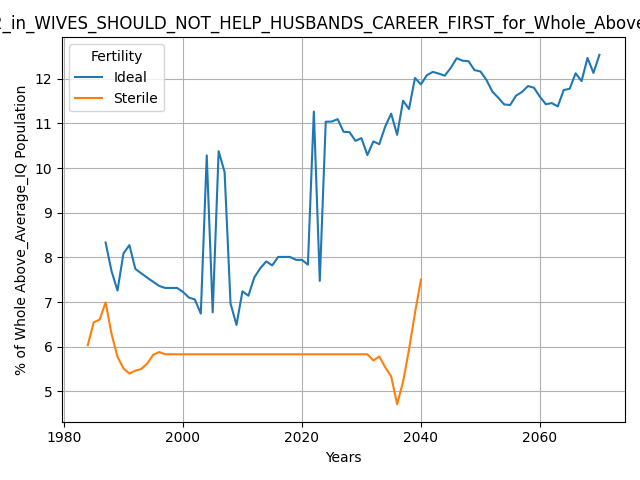 _in_WIVES_SHOULD_NOT_HELP_HUSBANDS_CAREER_FIRST_for_Whole_Above
Fertility
Ideal
Sterile
% of Whole Above_Average_IQ Population
12
11
10
9
8
7
6
5
1980 2000 2020 2040 2060
Years